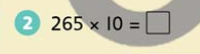 2 265 × 10 = □